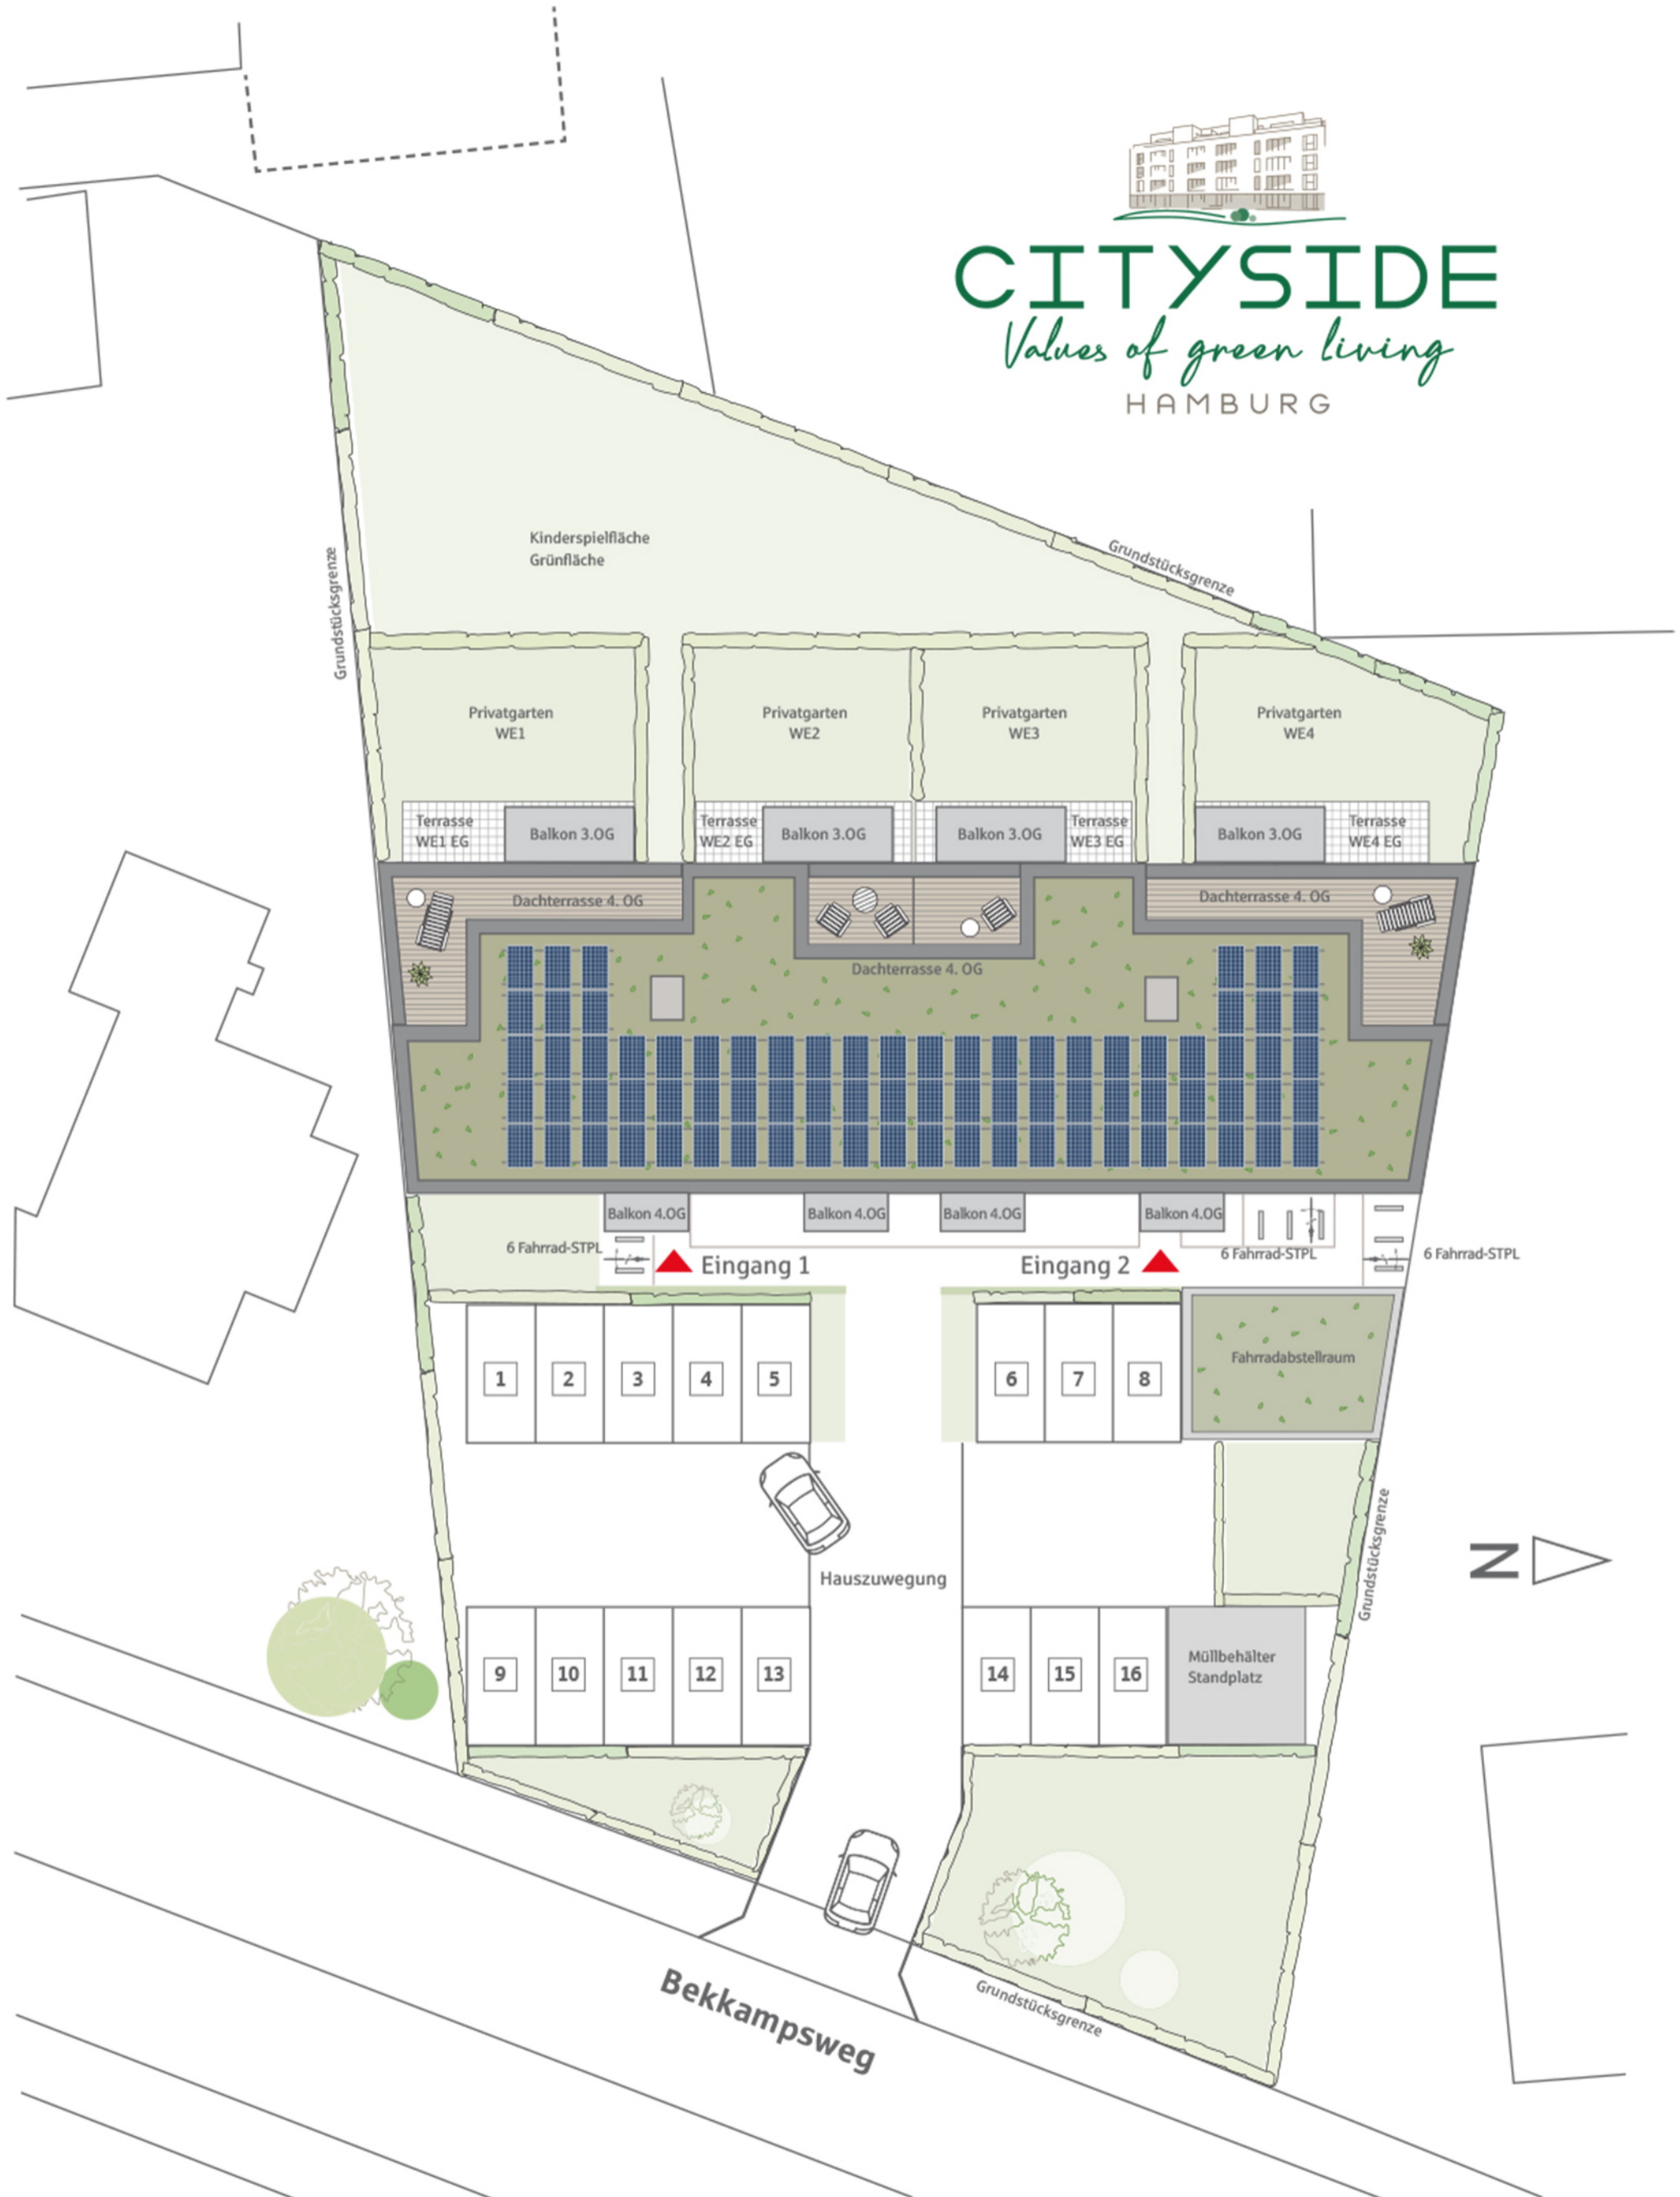 CITYSIDE
Values of green living
HAMBURG
Kinderspielfläche
Grünfläche
Grundstücksgrenze
Grundstücksgrenze
Privatgarten
WE1
Privatgarten
WE2
Privatgarten
WE3
Privatgarten
WE4
Terrasse
WE1 EG
Balkon 3.OG
Terrasse
WE2 EG
Balkon 3.OG
Balkon 3.OG
Terrasse
WE3 EG
Balkon 3.OG
Terrasse
WE4 EG
Dachterrasse 4. OG
Dachterrasse 4. OG
Dachterrasse 4. OG
Balkon 4.OG
Balkon 4.OG
Balkon 4.OG
Balkon 4.OG
6 Fahrrad-STPL
Eingang 1
Eingang 2
6 Fahrrad-STPL
6 Fahrrad-STPL
1
2
3
4
5
6
7
8
Fahrradabstellraum
Hauszuwegung
Grundstücksgrenze
N
9
10
11
12
13
14
15
16
Müllbehälter
Standplatz
Bekkampsweg
Grundstücksgrenze